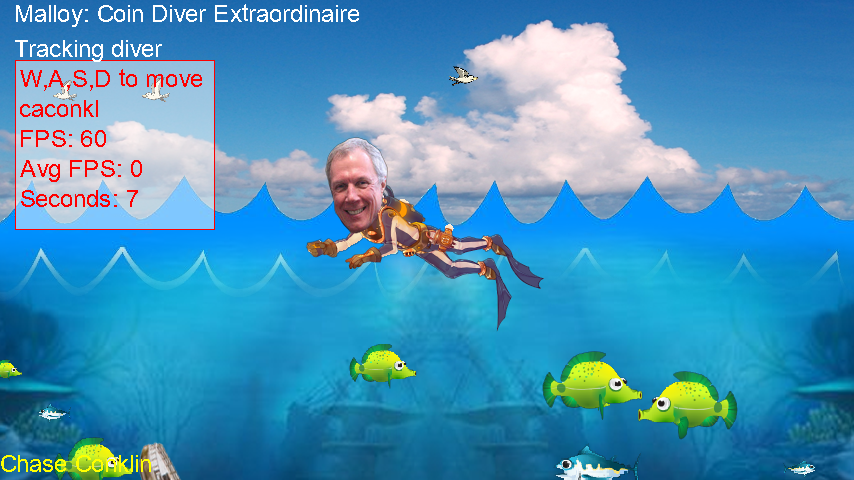 Malloy: Coin Diver Extraordinaire
Tracking diver
W,A,S,D to move
caconkl
FPS: 60
Avg FPS: 0
Seconds: 7
Chase Conklin